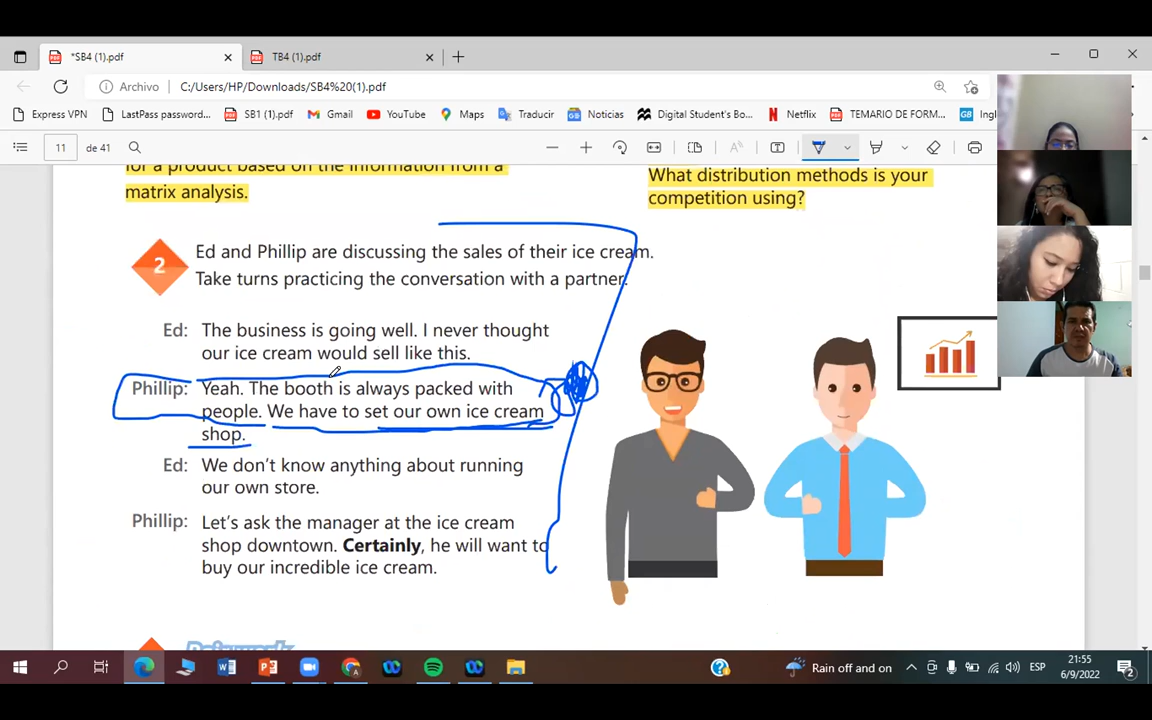 *SB4 (1).pdf
TB4 (1).pdf
Archivo
C:/Users/HP/Downloads/SB4%20(1).pdf
Express VPN
LastPass password...
SB1 (1).pdf
Gmail
YouTube
Maps
Traducir
Noticias
Digital Student's Bo...
Netflix
TEMARIO DE FORM...
11
de 41
for a product based on the information from a
matrix analysis.
What distribution methods is your
competition using?
2
Ed and Phillip are discussing the sales of their ice cream.
Take turns practicing the conversation with a partner.
Ed: The business is going well. I never thought
our ice cream would sell like this.
Phillip: Yeah. The booth is always packed with
people. We have to set our own ice cream
shop.
Ed: We don't know anything about running
our own store.
Phillip: Let's ask the manager at the ice cream
shop downtown. Certainly, he will want to
buy our incredible ice cream.
Rain off and on
ESP
21:55
6/9/2022
2